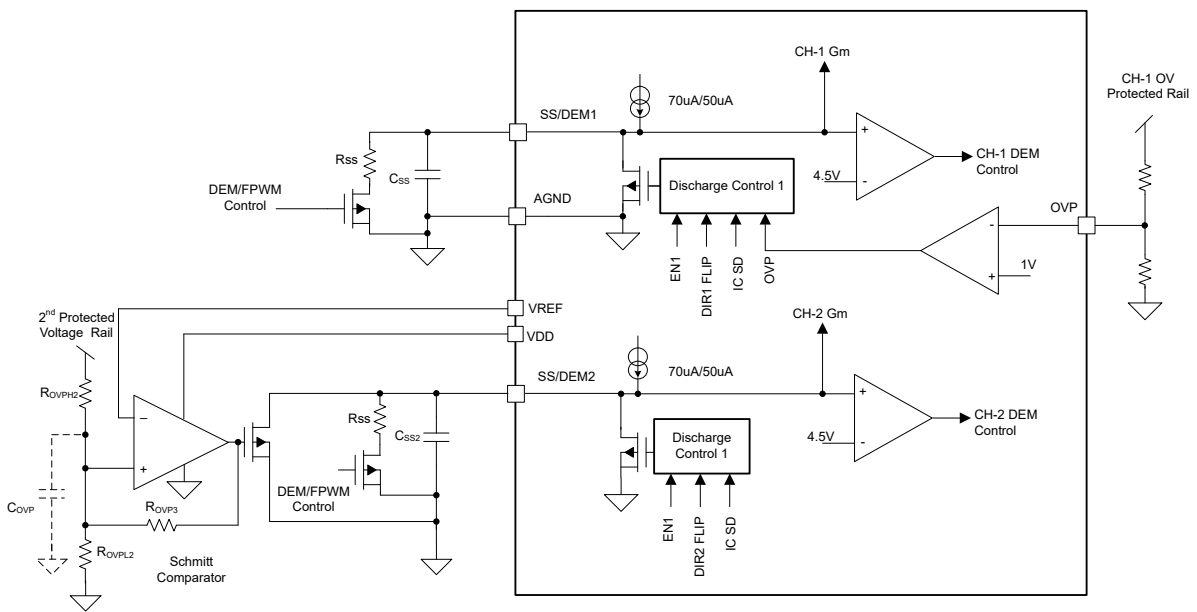 CH-1 Gm
CH-1 OV
Protected Rail
70uA/50uA
SS/DEM1
Rss
CSS
+
-
4.5V
CH-1 DEM
Control
DEM/FPWM
Control
Discharge Control 1
AGND
OVP
EN1
DIR1 FLIP
IC SD
OVP
-
+
1V
2nd Protected
Voltage Rail
VREF
VDD
CH-2 Gm
SS/DEM2
70uA/50uA
ROVPH2
Rss
CSS2
+
-
4.5V
CH-2 DEM
Control
Discharge
Control 1
–
+
DEM/FPWM
Control
COVP
ROVP3
EN1
DIR2 FLIP
IC SD
ROVPL2
Schmitt
Comparator